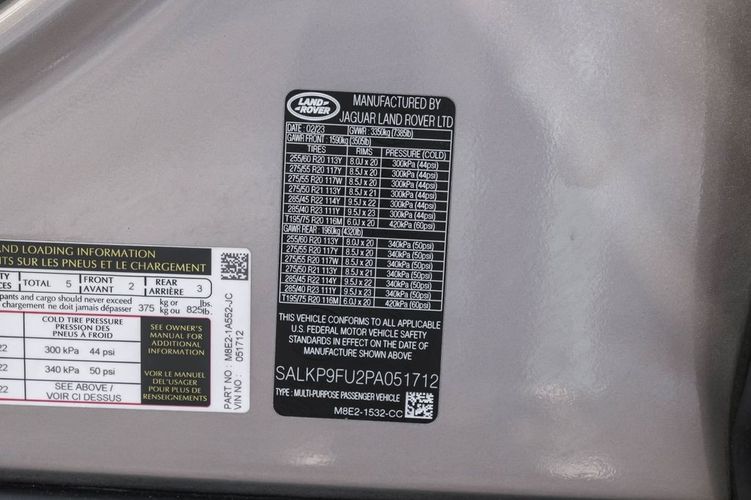 AND LOADING INFORMATION
NTS SUR LES PNEUS ET LE CHARGEMENT
TOTAL 5
FRONT AVANT 2
REAR ARRIÈRE 3
pants and cargo should never exceed
chargement ne doit jamais dépasser
375 kg or kg ou 825 lbs. lb.
COLD TIRE PRESSURE
PRESSION DES
PNEUS À FROID
300 kPa 44 psi
340 kPa 50 psi
SEE ABOVE /
VOIR CI DESSUS
SEE OWNER'S
MANUAL FOR
ADDITIONAL
INFORMATION
VOIR LE MANUEL
DE L'USAGER
POUR PLUS DE
RENSEIGNEMENTS
PART NO : M8E2-1A552-JC
VIN NO : 051712
LAND ROVER
MANUFACTURED BY
JAGUAR LAND ROVER LTD
DATE : 02/23 GVWR : 3350kg (7385lb)
GAWR FRONT : 1590kg (3505lb)
TIRES RIMS PRESSURE (COLD)
255/60 R20 113Y 8.0J x 20 300kPa (44psi)
275/55 R20 117Y 8.5J x 20 300kPa (44psi)
275/55 R20 117W 8.5J x 20 300kPa (44psi)
275/50 R21 113Y 8.5J x 21 300kPa (44psi)
285/45 R22 114Y 9.5J x 22 300kPa (44psi)
285/40 R23 111Y 9.5J x 23 300kPa (44psi)
T195/75 R20 116M 6.0J x 20 420kPa (60psi)
GAWR REAR : 1960kg (4320lb)
255/60 R20 113Y 8.0J x 20 340kPa (50psi)
275/55 R20 117Y 8.5J x 20 340kPa (50psi)
275/55 R20 117W 8.5J x 20 340kPa (50psi)
275/50 R21 113Y 8.5J x 21 340kPa (50psi)
285/45 R22 114Y 9.5J x 22 340kPa (50psi)
285/40 R23 111Y 9.5J x 23 340kPa (50psi)
T195/75 R20 116M 6.0J x 20 420kPa (60psi)
THIS VEHICLE CONFORMS TO ALL APPLICABLE
U.S. FEDERAL MOTOR VEHICLE SAFETY
STANDARDS IN EFFECT ON THE DATE OF
MANUFACTURE SHOWN ABOVE
SALKP9FU2PA051712
TYPE : MULTI-PURPOSE PASSENGER VEHICLE
M8E2-1532-CC